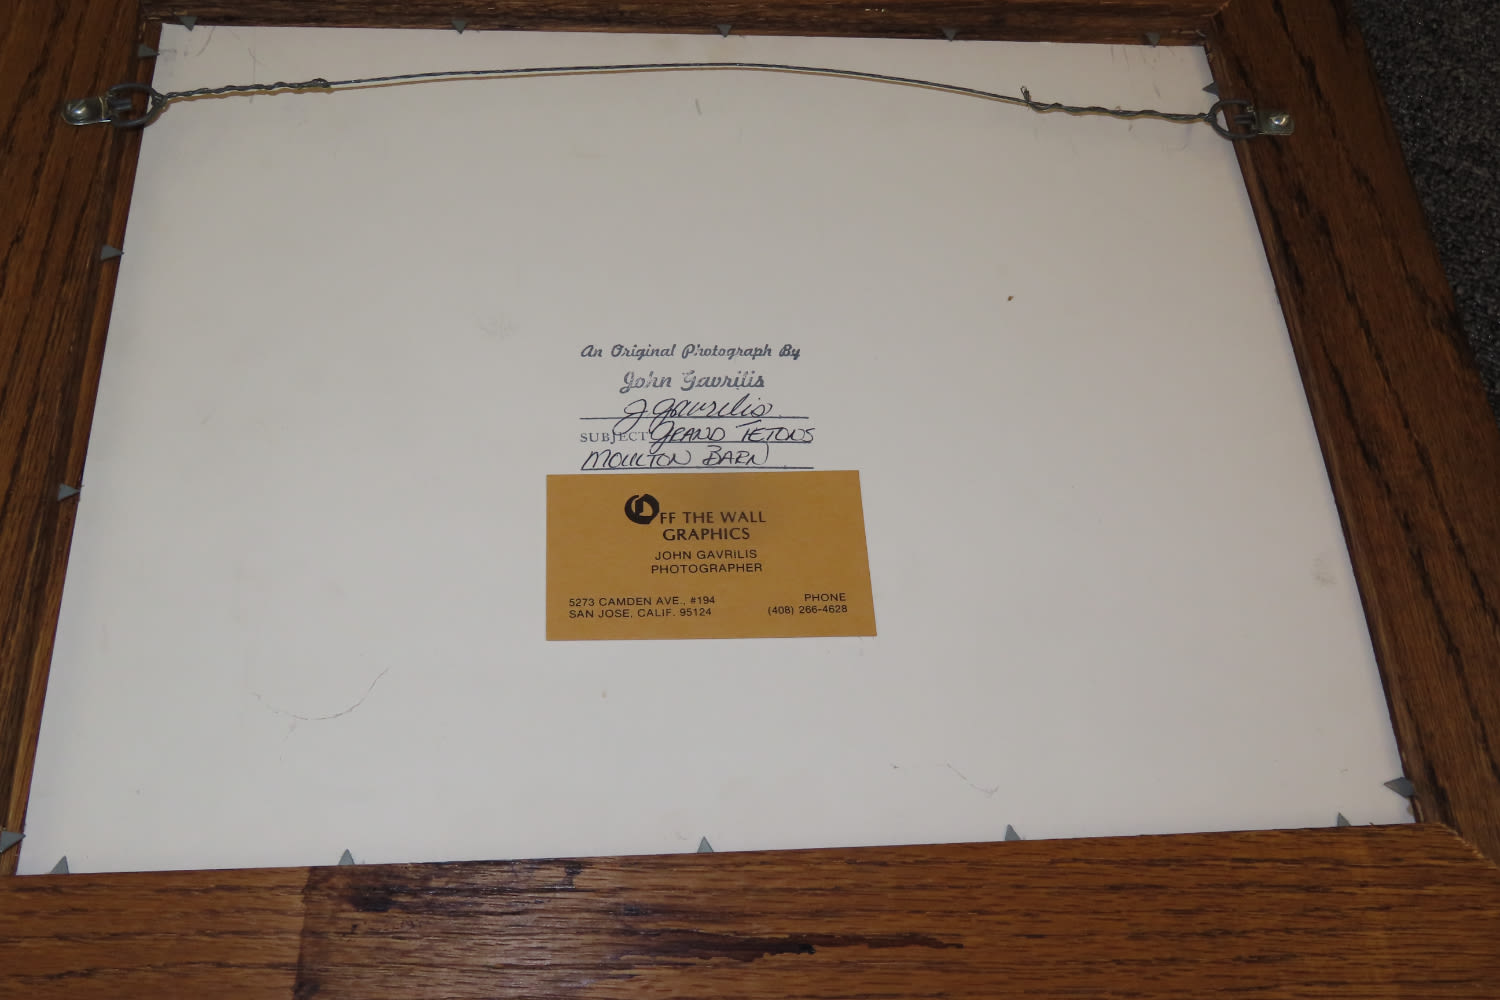 An Original Photograph By
John Gavrilis
J Gavrilis
SUBJECT GRAND TETONS
MOULTON BARN
OFF THE WALL
GRAPHICS
JOHN GAVRILIS
PHOTOGRAPHER
5273 CAMDEN AVE., #194
SAN JOSE, CALIF. 95124
PHONE
(408) 266-4628